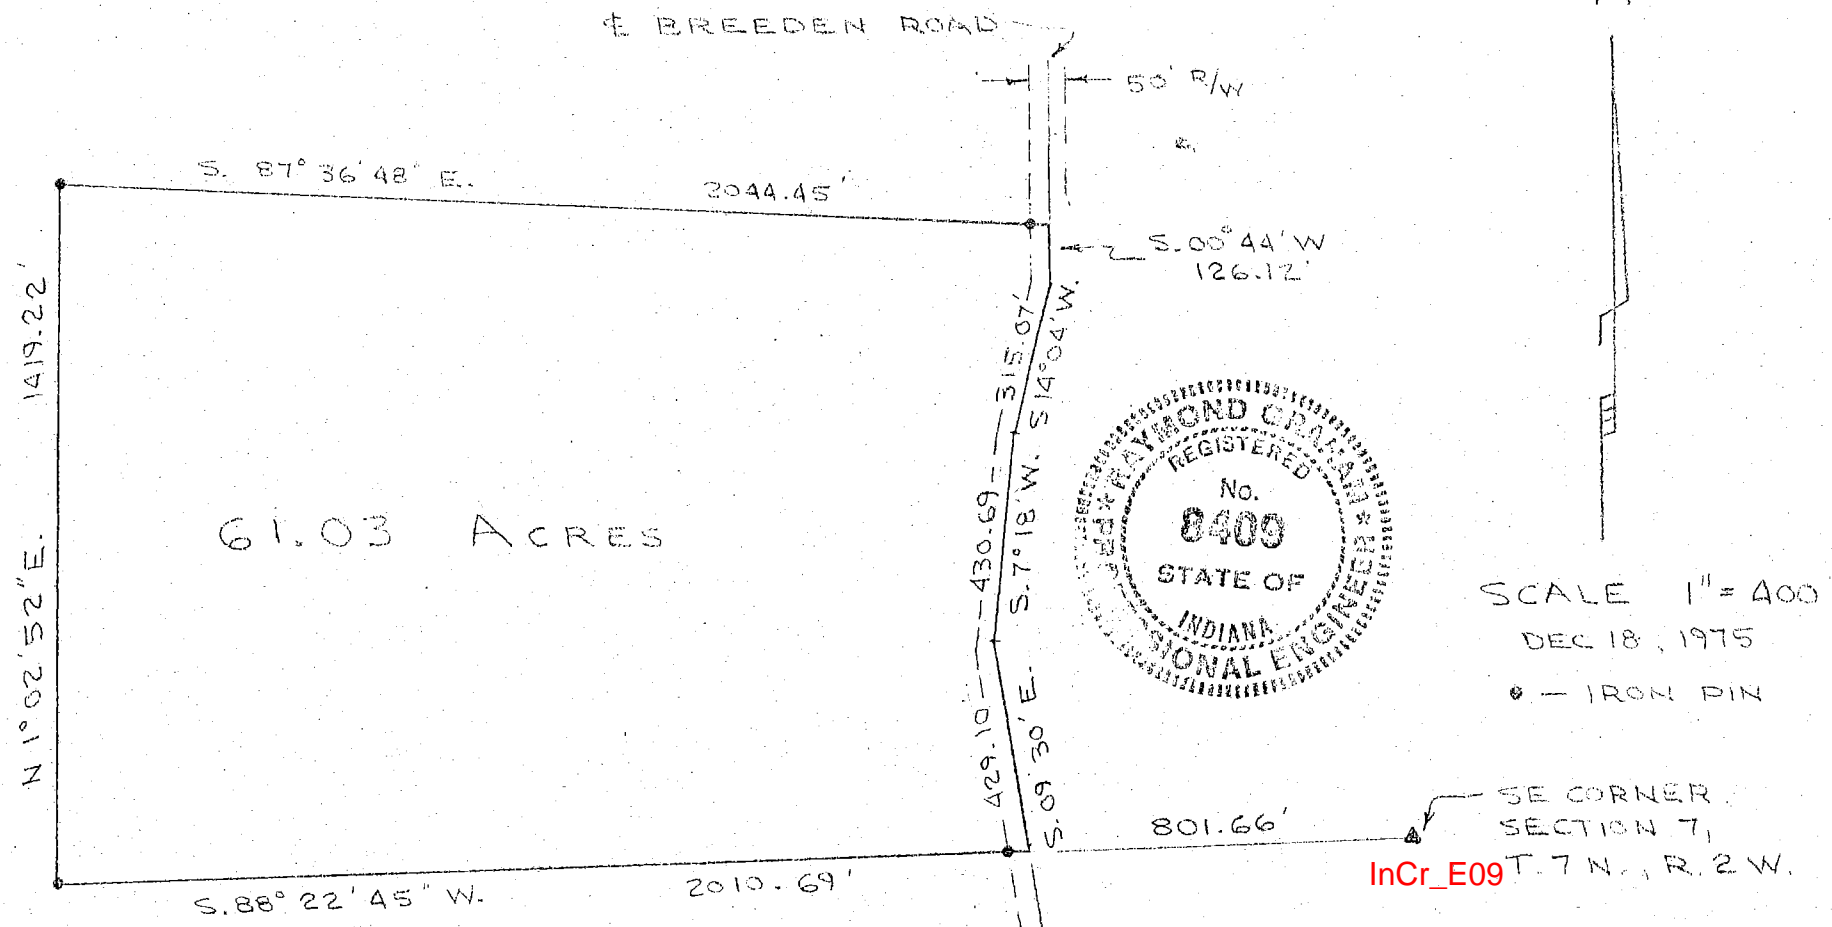 ℄ BREEDEN ROAD
50' R/W
S. 87° 36' 48" E. 2044.45'
S. 00° 44' W
126.12'
N 1° 02' 52" E. 1419.22'
315.07'
S 14° 04' W.
430.69
S. 7° 18' W.
429.10
S. 09° 30' E.
61.03 ACRES
RAYMOND GRAHAM
REGISTERED
No.
8409
STATE OF
INDIANA
PROFESSIONAL ENGINEER
SCALE 1" = 400
DEC 18, 1975
IRON PIN
801.66'
SE CORNER
SECTION 7,
T. 7 N., R. 2 W.
InCr_E09
S. 88° 22' 45" W. 2010.69'